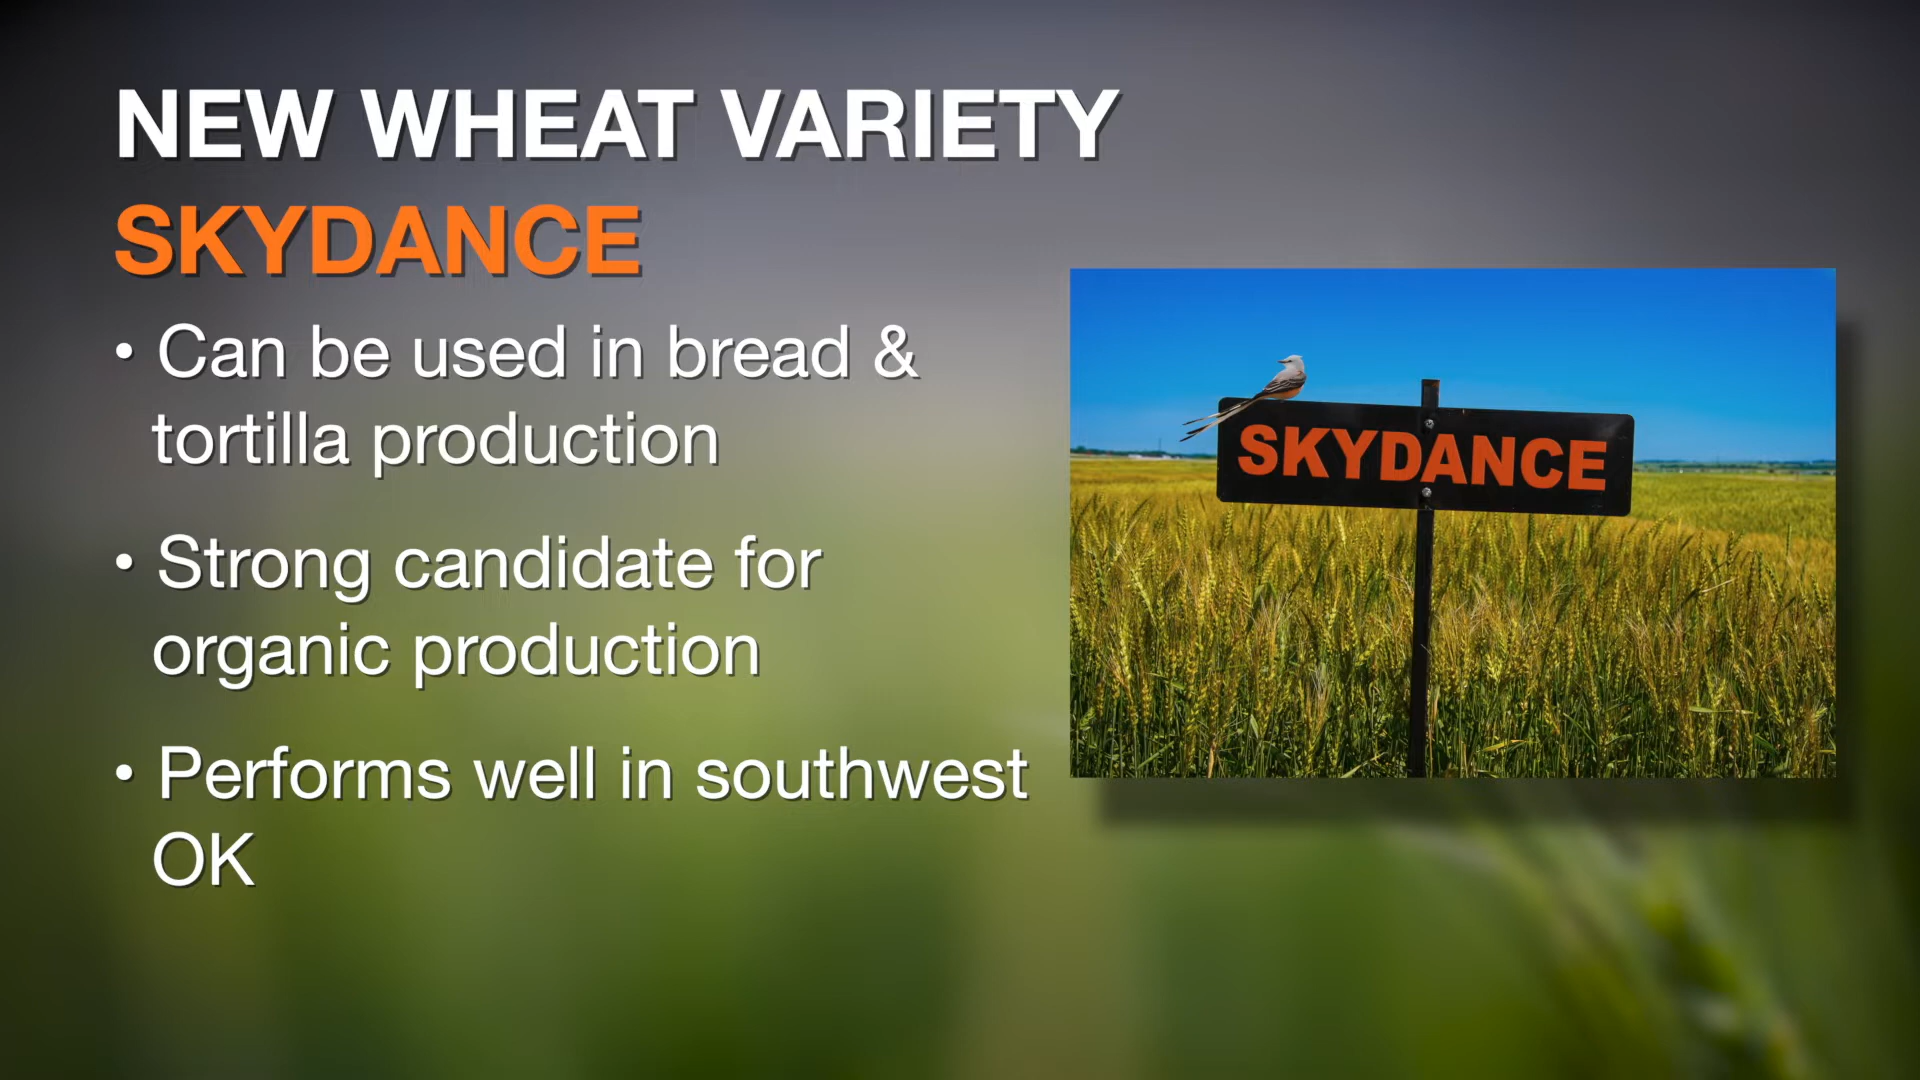 NEW WHEAT VARIETY
SKYDANCE
• Can be used in bread &
tortilla production
• Strong candidate for
organic production
• Performs well in southwest
OK
SKYDANCE